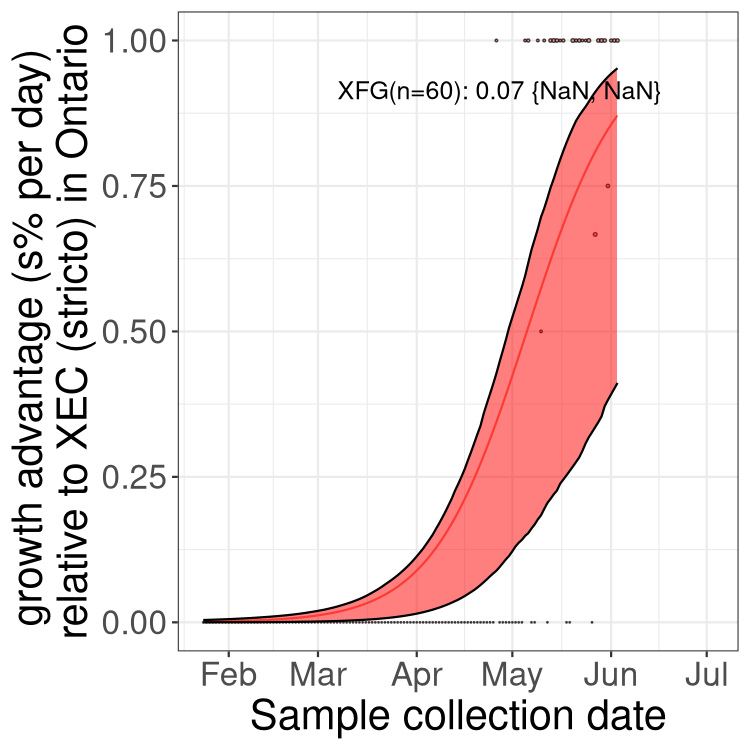 growth advantage (s% per day)
relative to XEC (stricto) in Ontario
1.00
0.75
0.50
0.25
0.00
XFG(n=60): 0.07 {NaN, NaN}
Feb Mar Apr May Jun Jul
Sample collection date